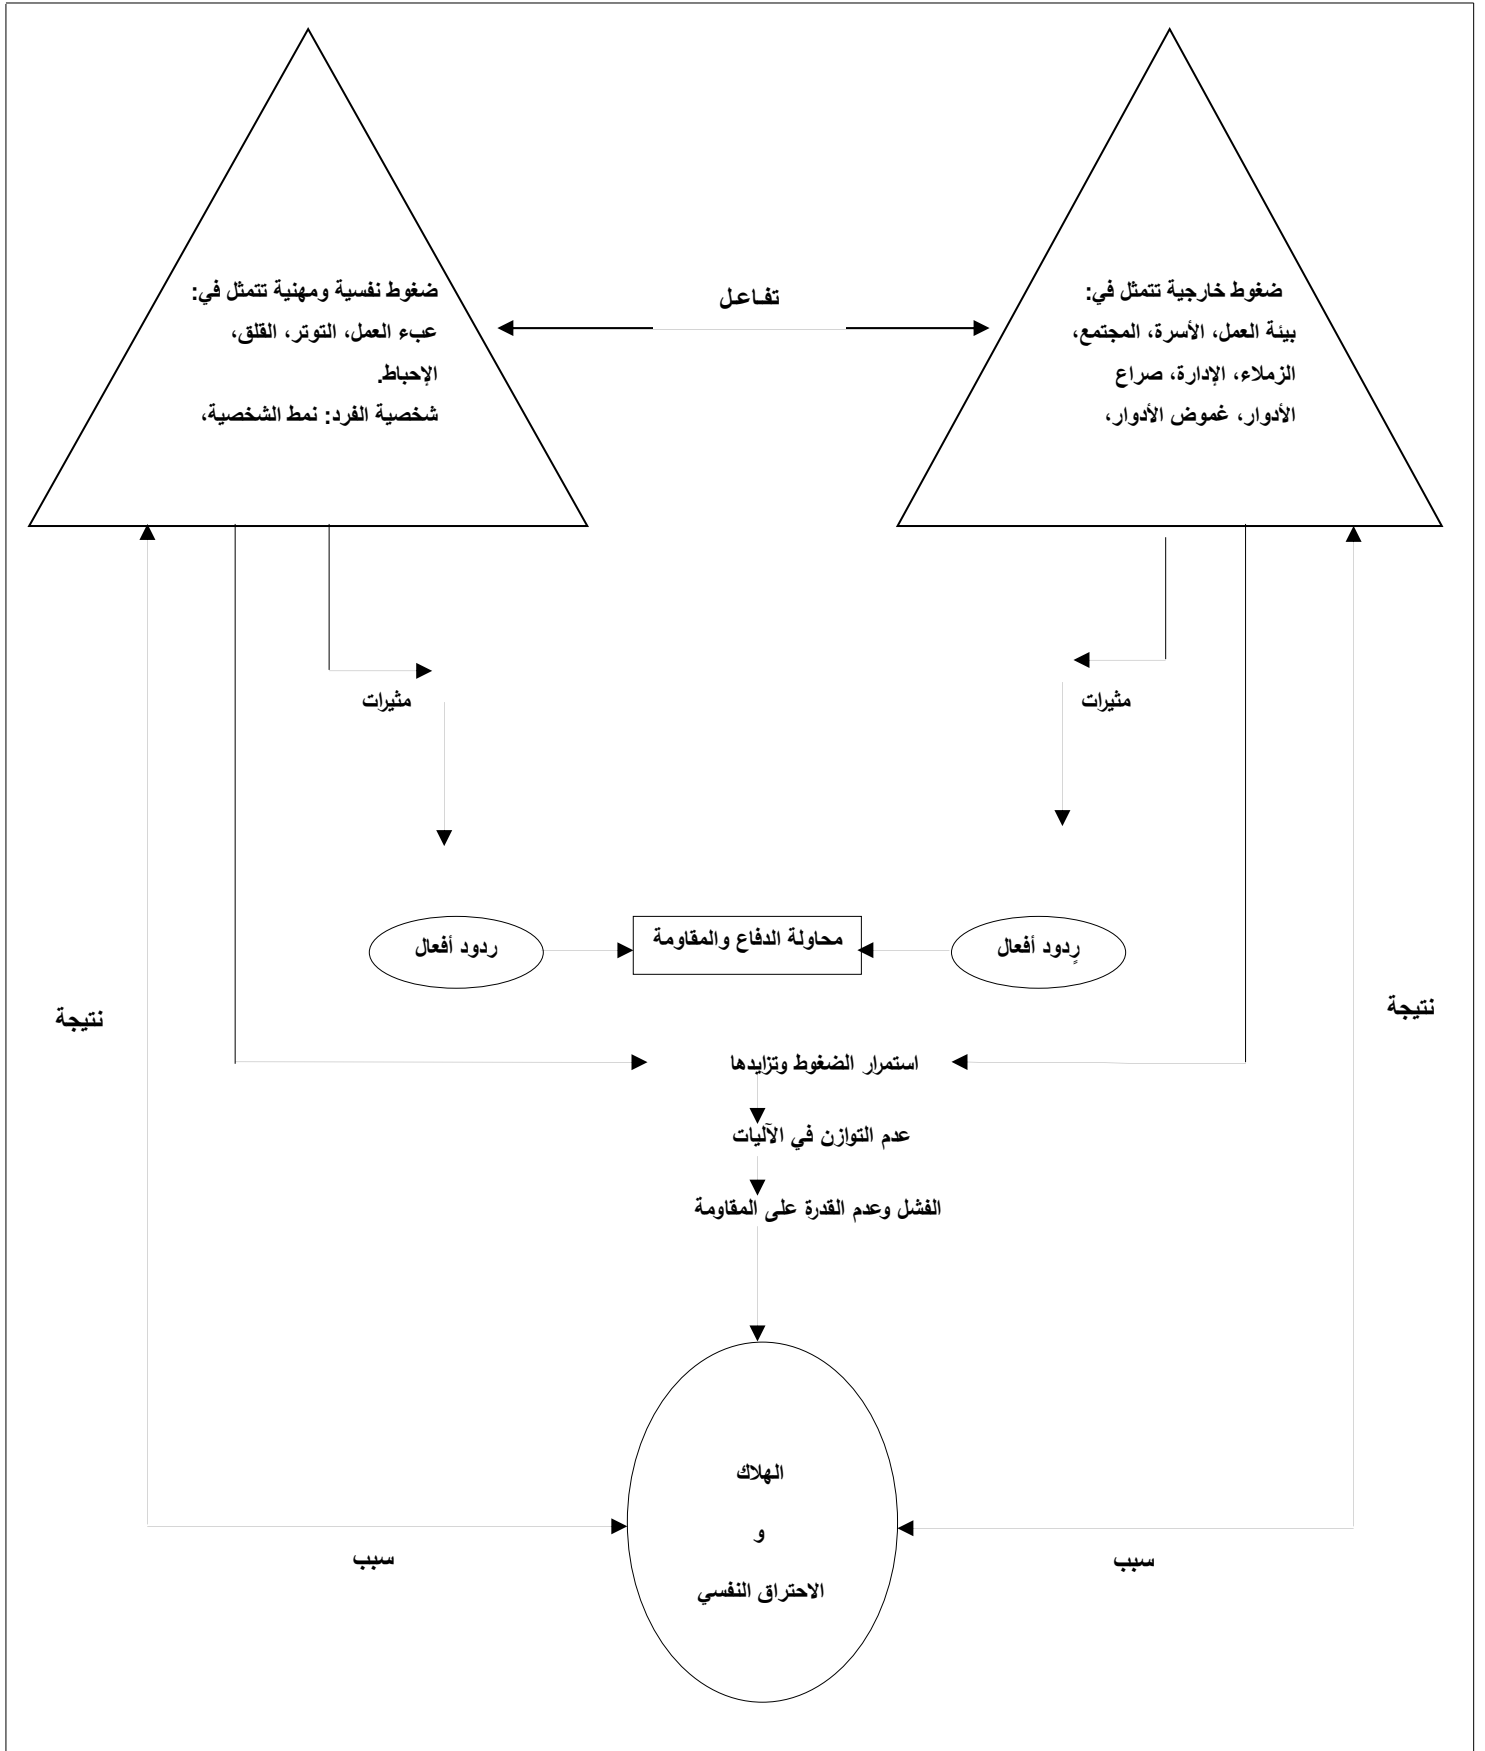 ضغوط خارجية تتمثل في:
بيئة العمل، الأسرة، المجتمع،
الزملاء، الإدارة، صراع
الأدوار، غموض الأدوار،
تفاعل
ضغوط نفسية ومهنية تتمثل في:
عبء العمل، التوتر، القلق،
الإحباط.
شخصية الفرد: نمط الشخصية،
مثيرات
مثيرات
رٍدود أفعال
محاولة الدفاع والمقاومة
ردود أفعال
نتيجة
نتيجة
استمرار الضغوط وتزايدها
عدم التوازن في الآليات
الفشل وعدم القدرة على المقاومة
الهلاك
و
الاحتراق النفسي
سبب
سبب